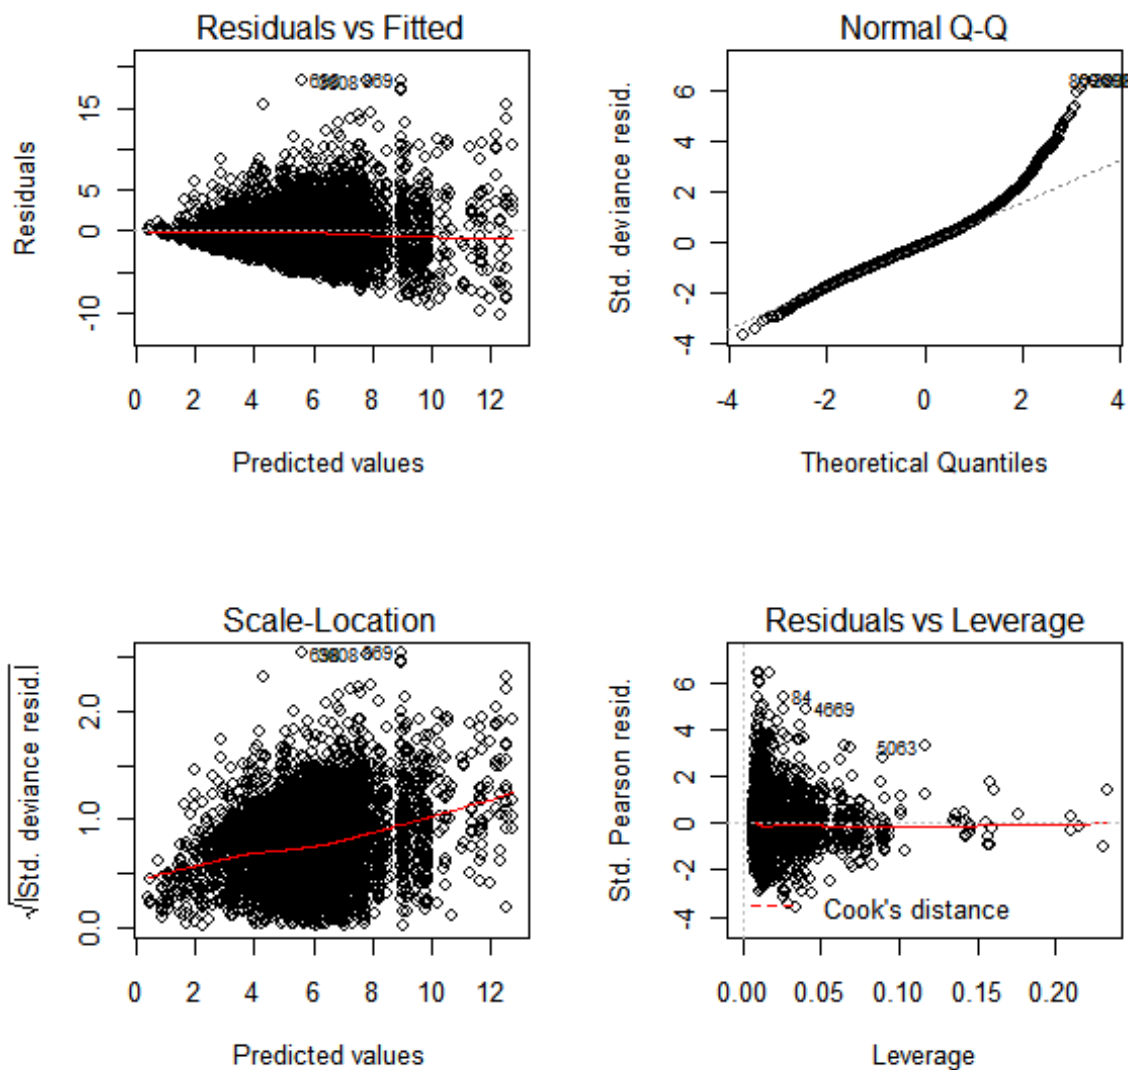 Residuals vs Fitted
Residuals
-10 0 5 15
0 2 4 6 8 10 12
Predicted values
969
Normal Q-Q
Std. deviance resid.
-4 -2 0 2 4 6
-4 -2 0 2 4
Theoretical Quantiles
Scale-Location
√|Std. deviance resid.|
0.0 1.0 2.0
0 2 4 6 8 10 12
Predicted values
969
Residuals vs Leverage
Std. Pearson resid.
-4 -2 0 2 4 6
84
4669
5063
Cook's distance
0.00 0.05 0.10 0.15 0.20
Leverage